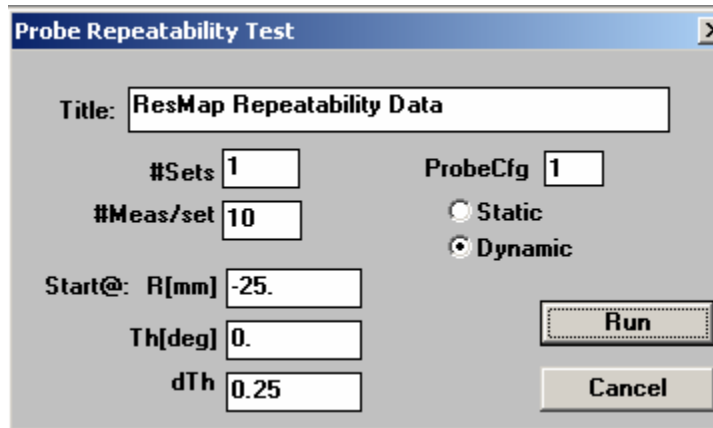 Probe Repeatability Test
Title: ResMap Repeatability Data
#Sets 1
ProbeCfg 1
#Meas/set 10
Static
Dynamic
Start@: R[mm] -25.
Th[deg] 0.
Run
dTh 0.25
Cancel